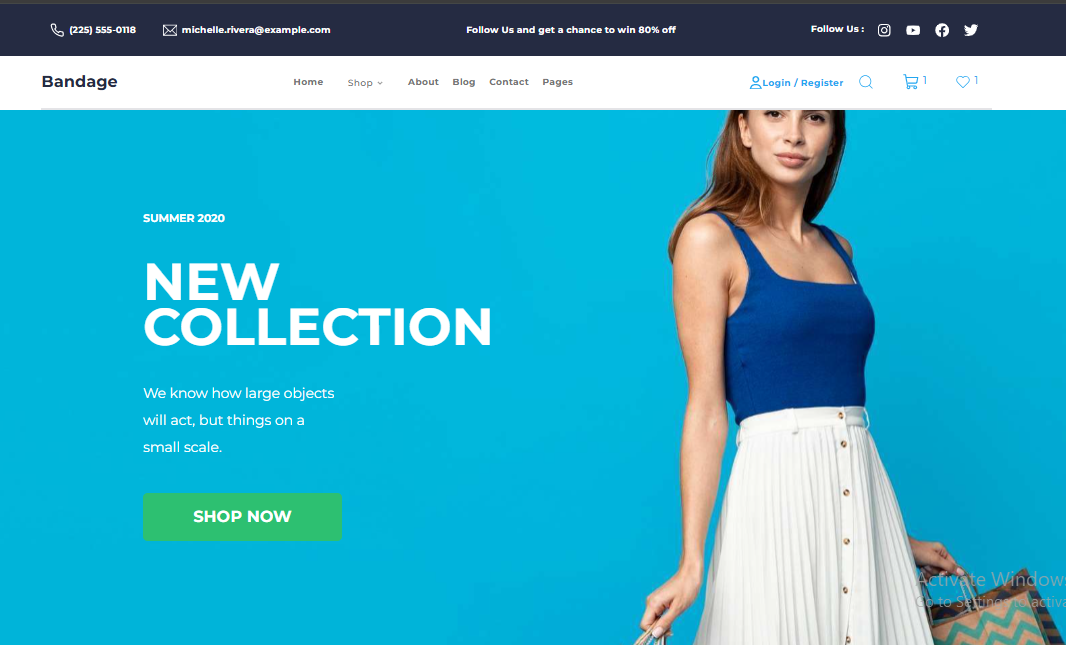 (225) 555-0118 michelle.rivera@example.com Follow Us and get a chance to win 80% off Follow Us :
Bandage Home Shop About Blog Contact Pages Login / Register 1 1
SUMMER 2020
NEW
COLLECTION
We know how large objects
will act, but things on a
small scale.
SHOP NOW
Activate Windows
Go to Settings to activa